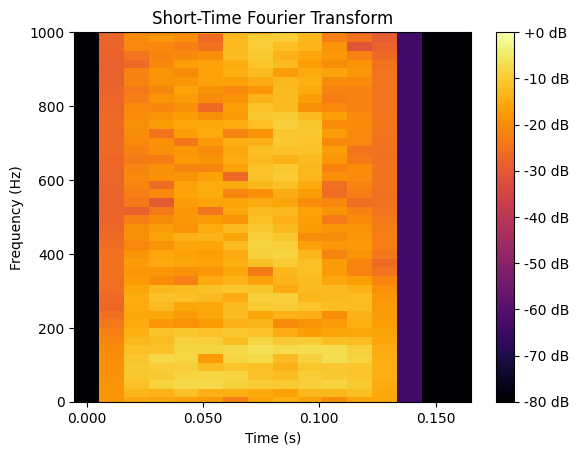 Short-Time Fourier Transform
1000
800
600
400
200
0
Frequency (Hz)
0.000
0.050
0.100
0.150
Time (s)
+0 dB
-10 dB
-20 dB
-30 dB
-40 dB
-50 dB
-60 dB
-70 dB
-80 dB